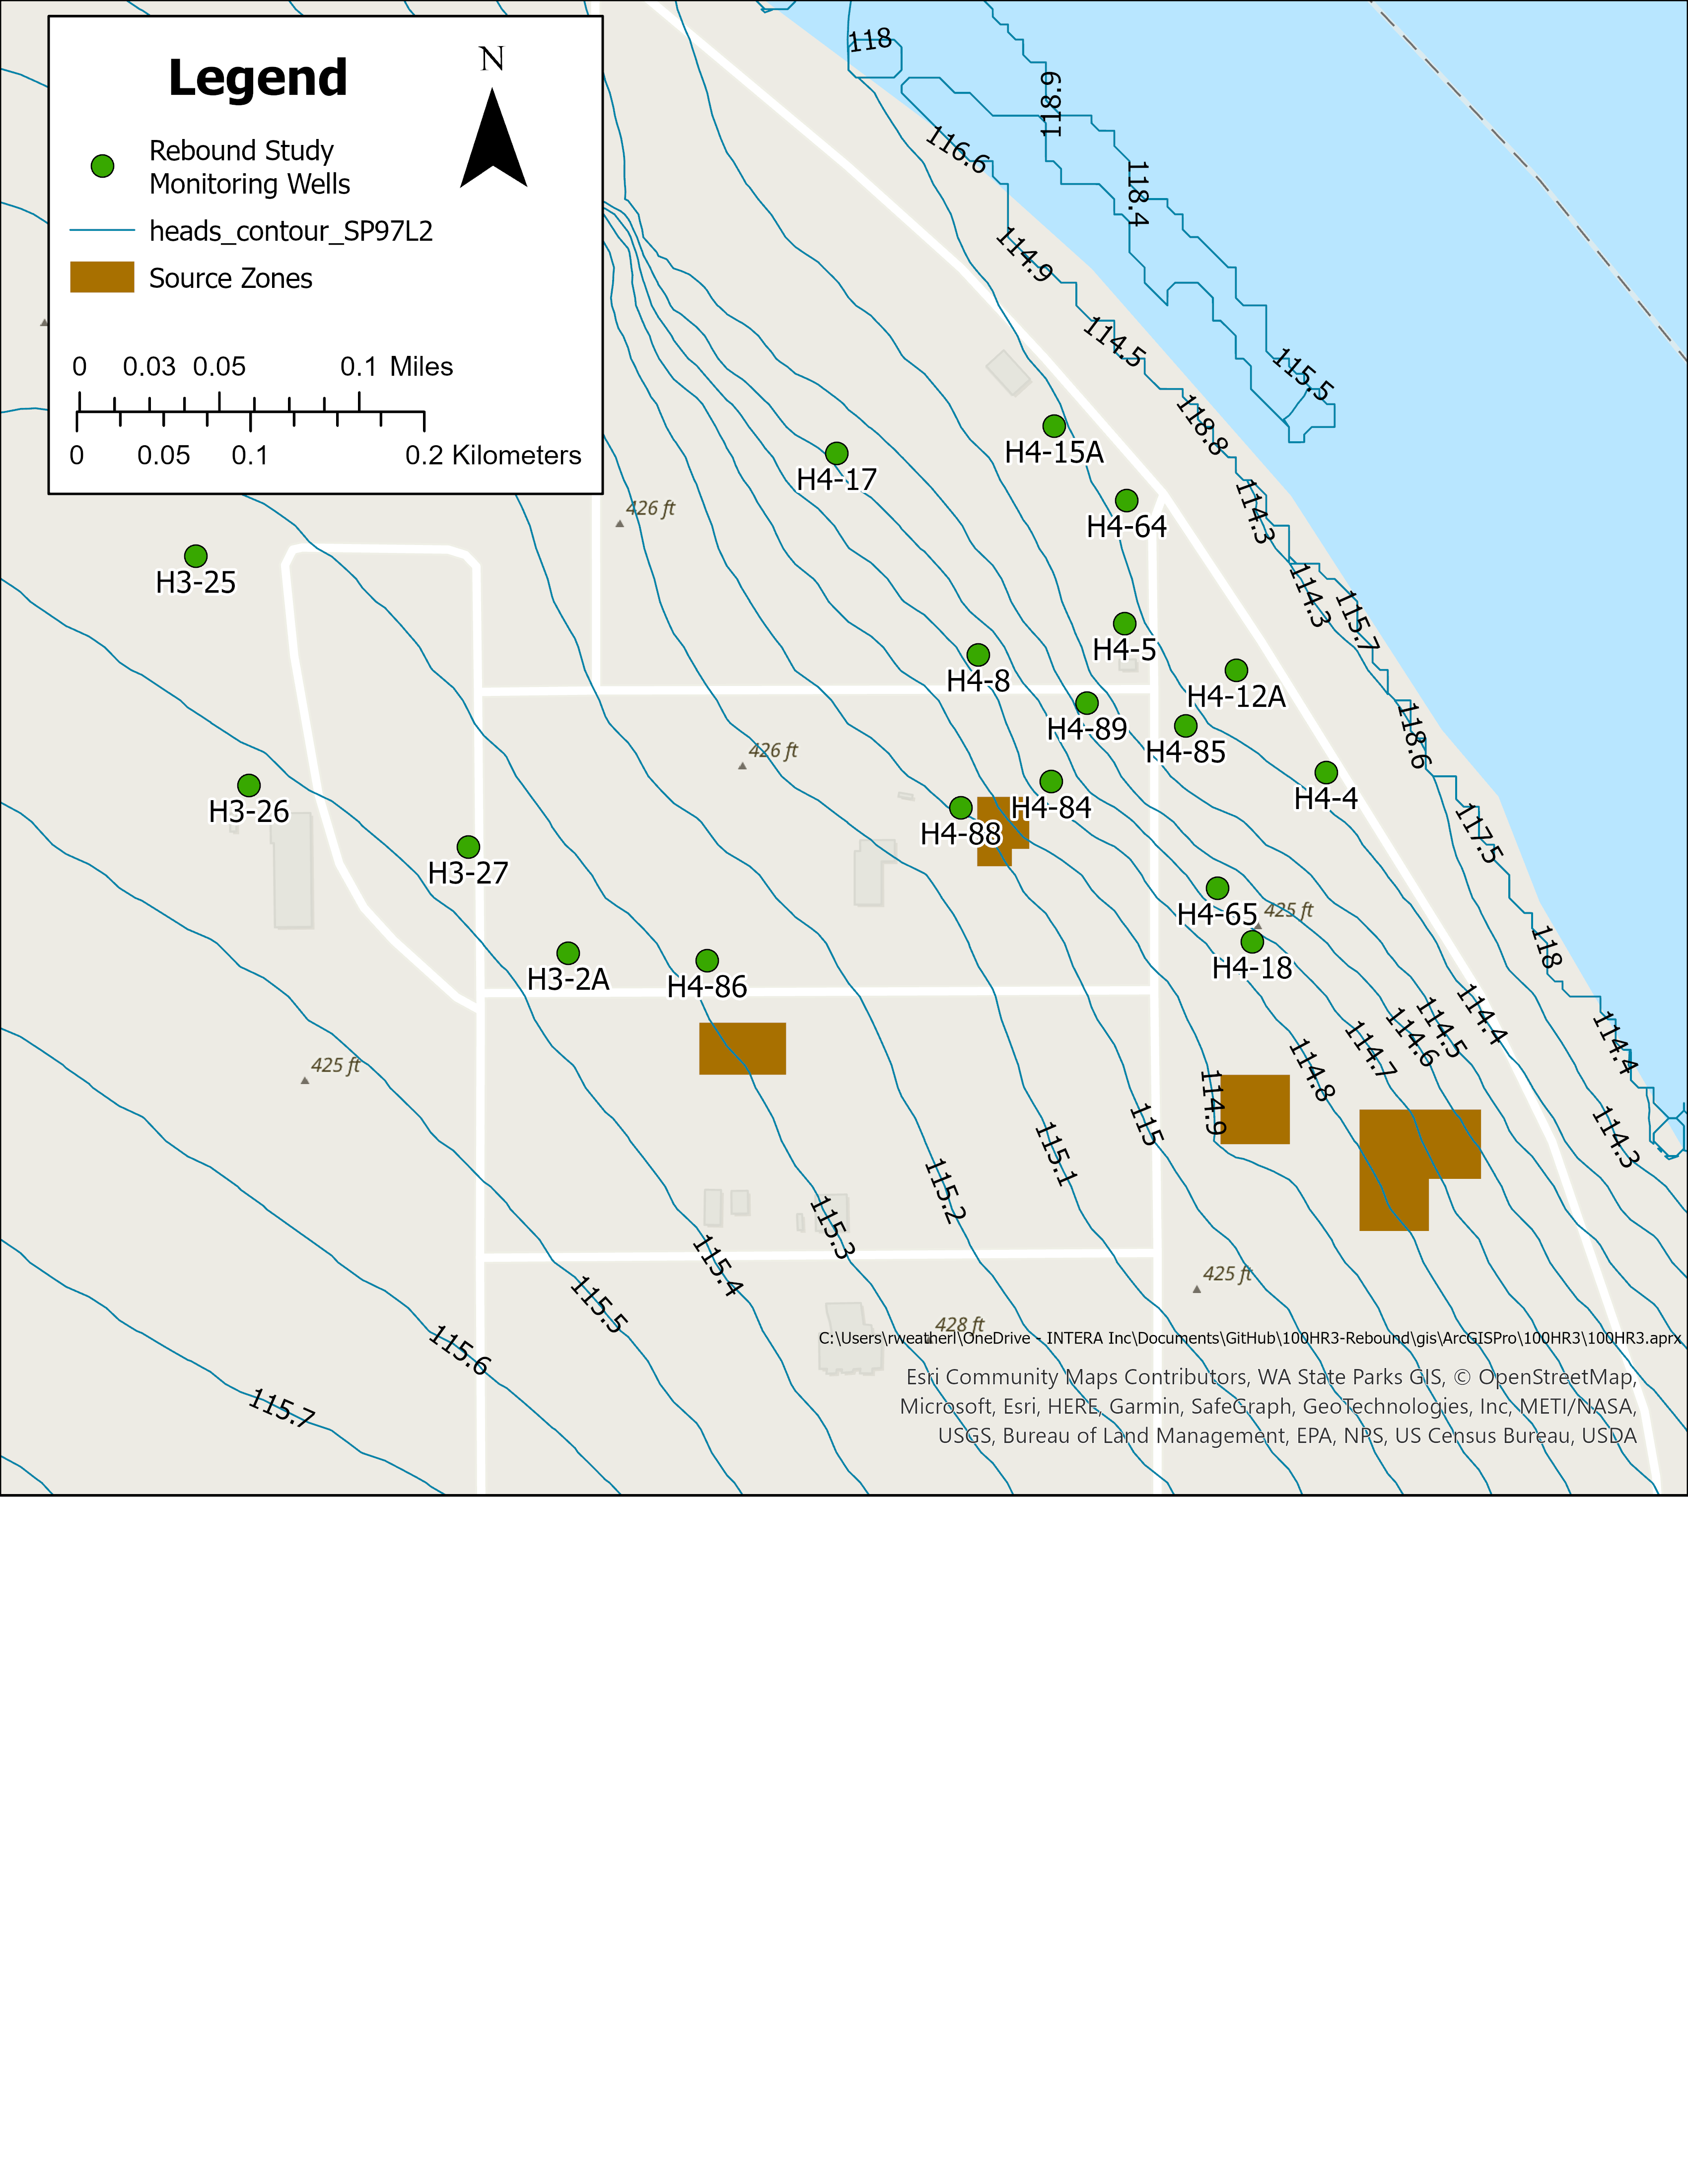 Legend
N
Rebound Study
Monitoring Wells
heads_contour_SP97L2
Source Zones
0 0.03 0.05 0.1 Miles
0 0.05 0.1 0.2 Kilometers
118
118.9
116.6
118.4
114.9
114.5
115.5
118.8
H4-15A
H4-17
426 ft
114.3
H4-64
H3-25
114.3
115.7
H4-5
H4-8
H4-12A
H4-89
118.6
426 ft
H4-85
H3-26
H4-4
H4-84
H4-88
117.5
H3-27
H4-65
425 ft
118
H4-18
H3-2A
H4-86
114.4
114.5
114.6
114.7
114.4
114.8
425 ft
114.9
115
115.1
114.3
115.2
115.3
115.4
425 ft
115.5
428 ft
C:\Users\rweatherl\OneDrive - INTERA Inc\Documents\GitHub\100HR3-Rebound\gis\ArcGISPro\100HR3\100HR3.aprx
115.6
115.7
Esri Community Maps Contributors, WA State Parks GIS, © OpenStreetMap,
Microsoft, Esri, HERE, Garmin, SafeGraph, GeoTechnologies, Inc, METI/NASA,
USGS, Bureau of Land Management, EPA, NPS, US Census Bureau, USDA